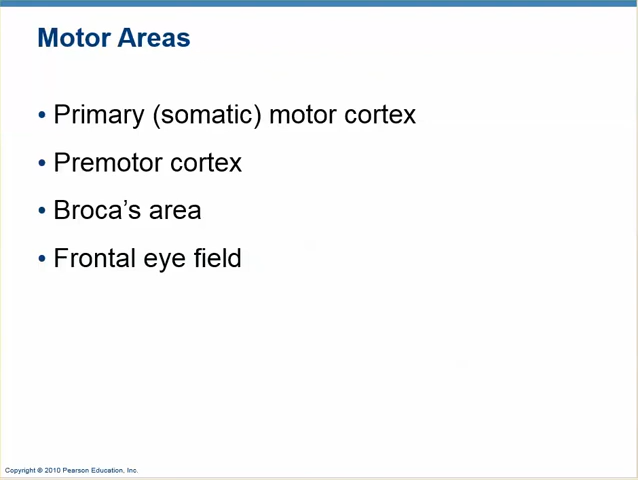 Motor Areas
• Primary (somatic) motor cortex
• Premotor cortex
• Broca’s area
• Frontal eye field
Copyright © 2010 Pearson Education, Inc.